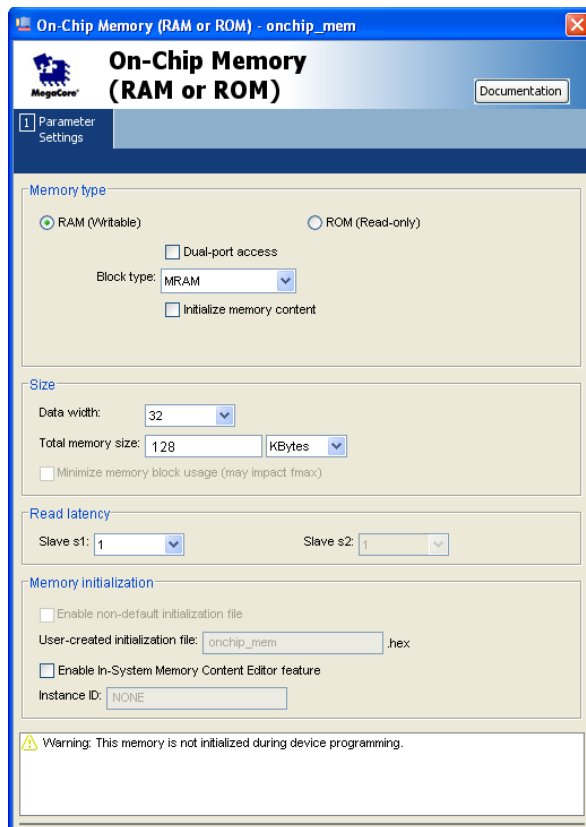 On-Chip Memory (RAM or ROM) - onchip_mem
MegaCore®
On-Chip Memory
(RAM or ROM)
Documentation
1 Parameter
Settings
Memory type
RAM (Writable) ROM (Read-only)
Dual-port access
Block type: MRAM
Initialize memory content
Size
Data width: 32
Total memory size: 128 KBytes
Minimize memory block usage (may impact fmax)
Read latency
Slave s1: 1 Slave s2: 1
Memory initialization
Enable non-default initialization file
User-created initialization file: onchip_mem .hex
Enable In-System Memory Content Editor feature
Instance ID: NONE
Warning: This memory is not initialized during device programming.